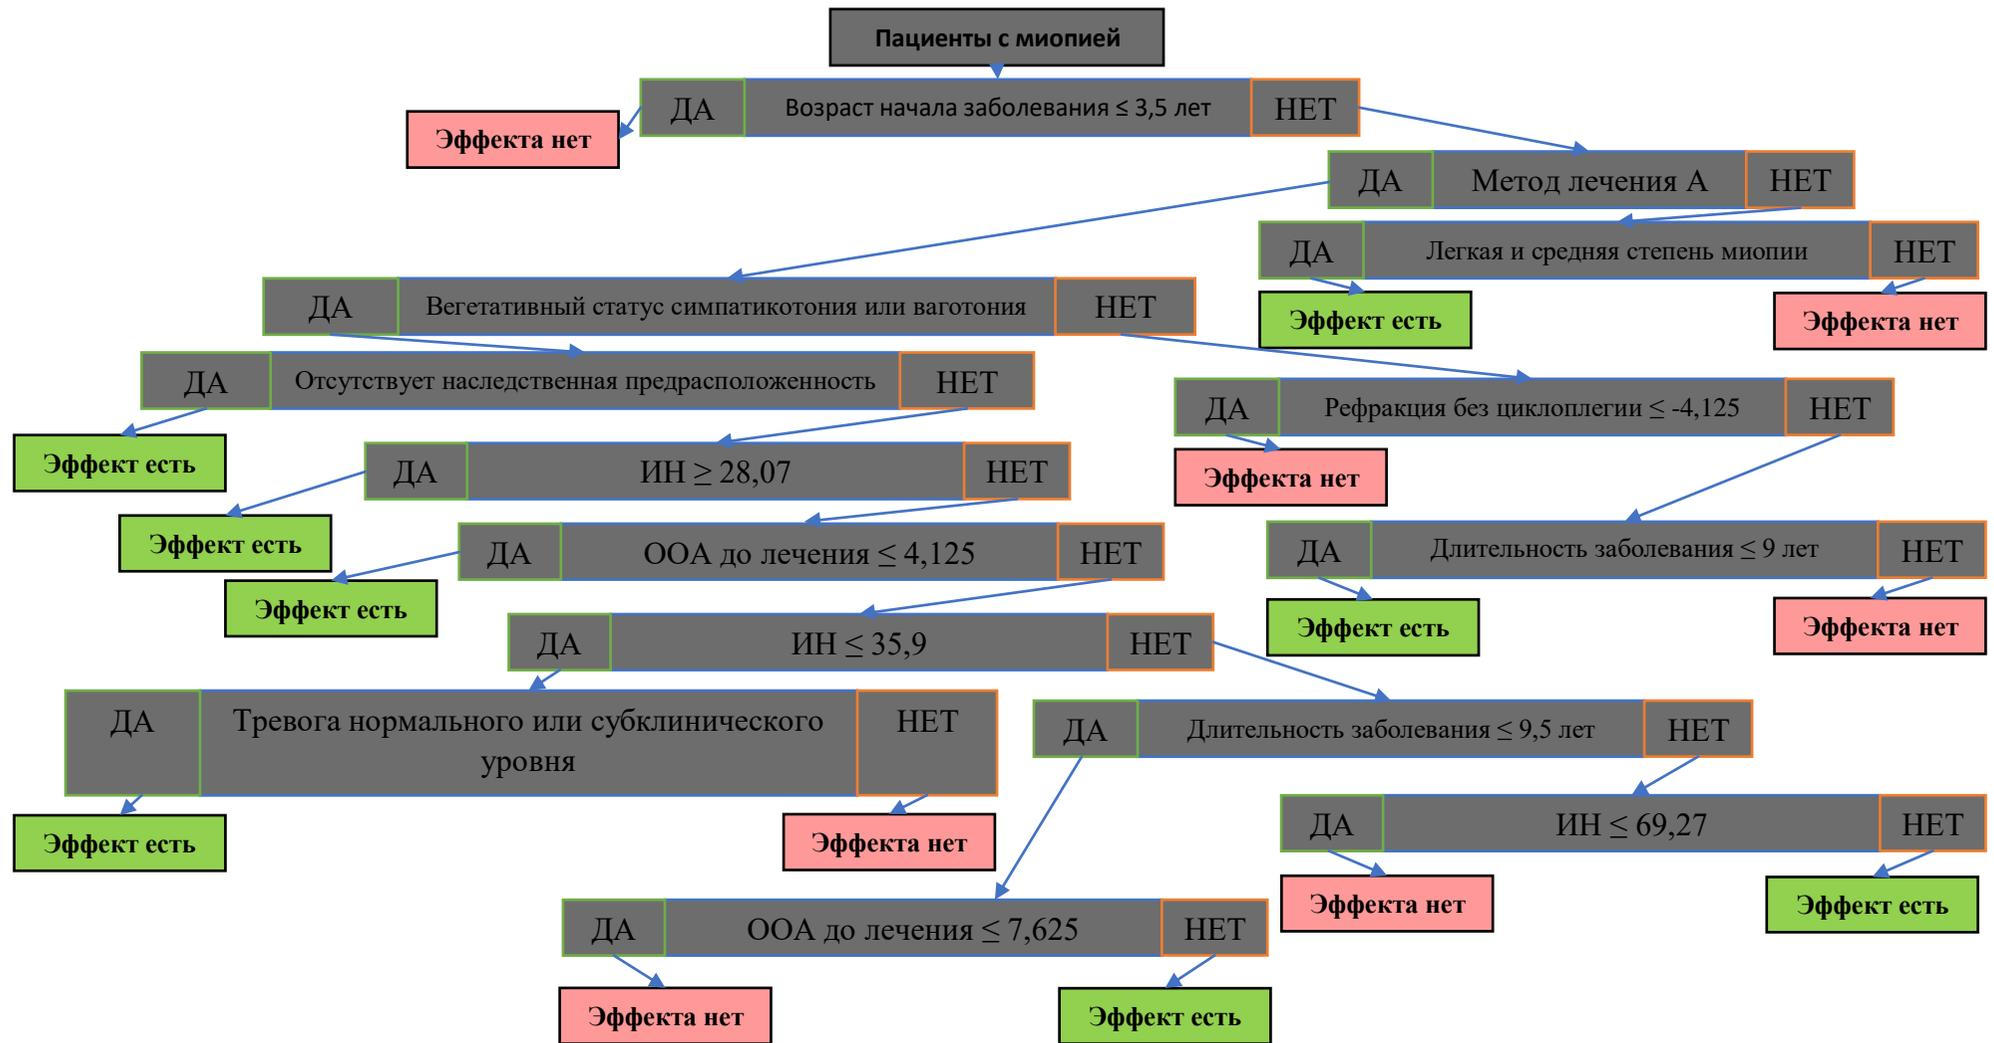 Пациенты с миопией
ДА Возраст начала заболевания ≤ 3,5 лет НЕТ
Эффекта нет
ДА Метод лечения А НЕТ
ДА Легкая и средняя степень миопии НЕТ
Эффект есть Эффекта нет
ДА Вегетативный статус симпатикотония или ваготония НЕТ
ДА Отсутствует наследственная предрасположенность НЕТ
ДА Рефракция без циклоплегии ≤ -4,125 НЕТ
Эффект есть
Эффекта нет
ДА ИН ≥ 28,07 НЕТ
Эффект есть
ДА ООА до лечения ≤ 4,125 НЕТ
ДА Длительность заболевания ≤ 9 лет НЕТ
Эффект есть
Эффект есть Эффекта нет
ДА ИН ≤ 35,9 НЕТ
ДА Тревога нормального или субклинического НЕТ
уровня
ДА Длительность заболевания ≤ 9,5 лет НЕТ
Эффект есть Эффекта нет
ДА ИН ≤ 69,27 НЕТ
Эффекта нет Эффект есть
ДА ООА до лечения ≤ 7,625 НЕТ
Эффекта нет Эффект есть